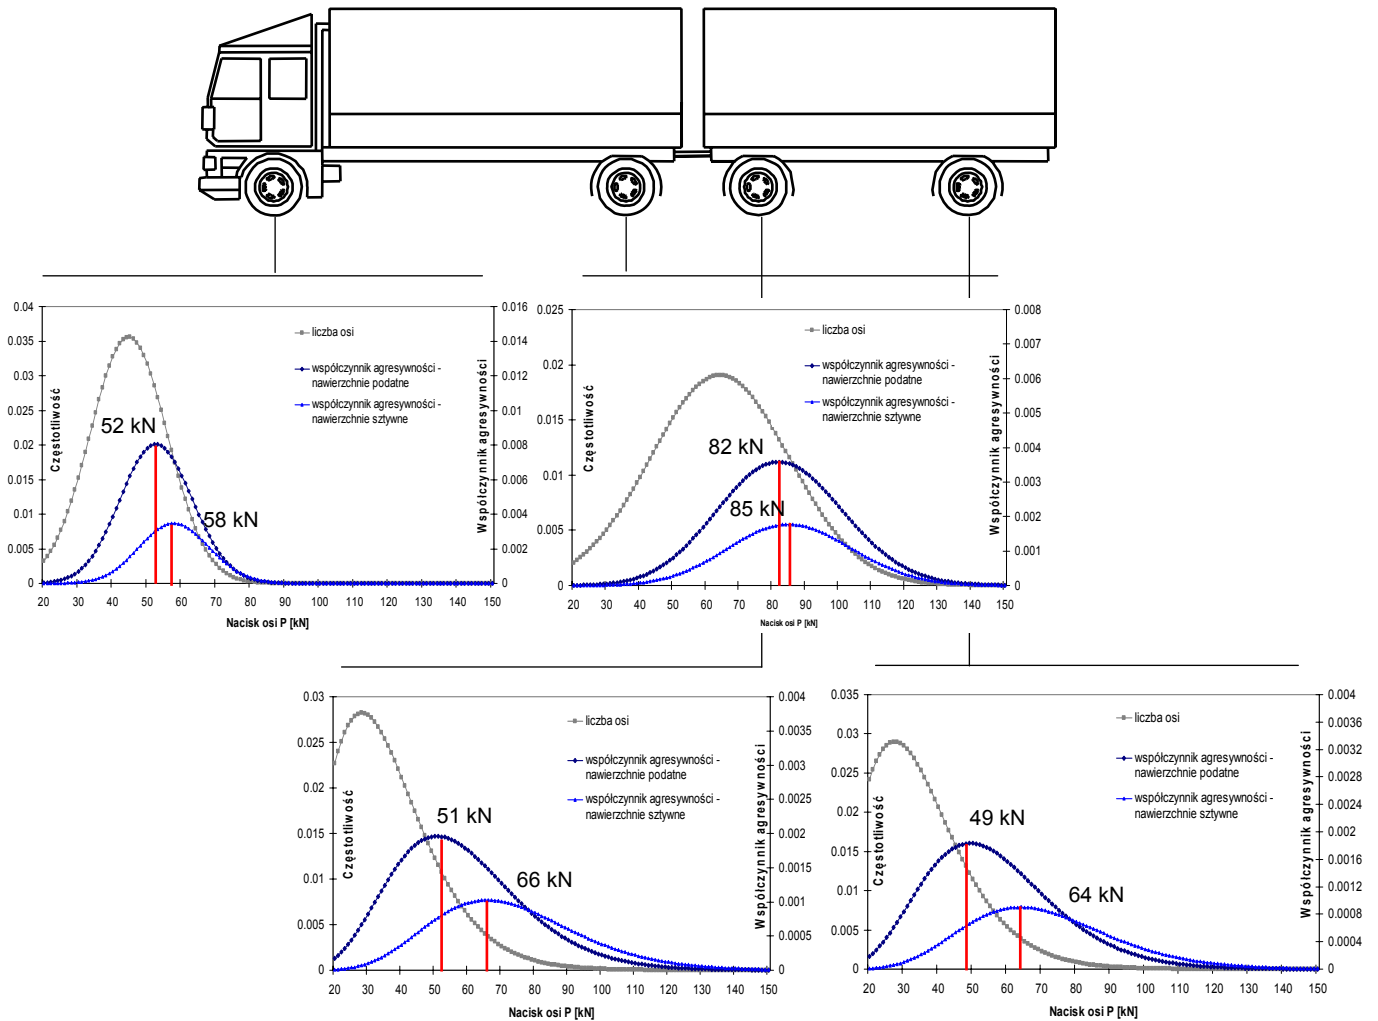 0.04
0.035
0.03
0.025
0.02
0.015
0.01
0.005
0
Częstotliwość
52 kN
58 kN
liczba osi
współczynnik agresywności -
nawierzchnie podatne
współczynnik agresywności -
nawierzchnie sztywne
0.016
0.014
0.012
0.01
0.008
0.006
0.004
0.002
0
Współczynnik agresywności
20 30 40 50 60 70 80 90 100 110 120 130 140 150
Nacisk osi P [kN]
0.025
0.02
0.015
0.01
0.005
0
Częstotliwość
82 kN
85 kN
liczba osi
współczynnik agresywności -
nawierzchnie podatne
współczynnik agresywności -
nawierzchnie sztywne
0.008
0.007
0.006
0.005
0.004
0.003
0.002
0.001
0
Współczynnik agresywności
20 30 40 50 60 70 80 90 100 110 120 130 140 150
Nacisk osi P [kN]
0.03
0.025
0.02
0.015
0.01
0.005
0
Częstotliwość
51 kN
66 kN
liczba osi
współczynnik agresywności -
nawierzchnie podatne
współczynnik agresywności -
nawierzchnie sztywne
0.004
0.0035
0.003
0.0025
0.002
0.0015
0.001
0.0005
0
Współczynnik agresywności
20 30 40 50 60 70 80 90 100 110 120 130 140 150
Nacisk osi P [kN]
0.035
0.03
0.025
0.02
0.015
0.01
0.005
0
Częstotliwość
49 kN
64 kN
liczba osi
współczynnik agresywności -
nawierzchnie podatne
współczynnik agresywności -
nawierzchnie sztywne
0.004
0.0036
0.0032
0.0028
0.0024
0.002
0.0016
0.0012
0.0008
0.0004
0
Współczynnik agresywności
20 30 40 50 60 70 80 90 100 110 120 130 140 150
Nacisk osi P [kN]